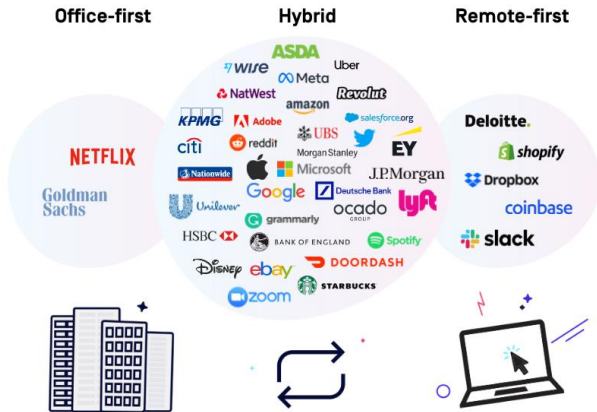 Office-first
Hybrid
Remote-first
ASDA
wise
Uber
Meta
NatWest
amazon
Revolut
KPMG
Adobe
salesforce.org
citi
reddit
UBS
EY
Morgan Stanley
Nationwide
Microsoft
J.P.Morgan
Google
Deutsche Bank
Unilever
ocado
GROUP
lyft
grammarly
HSBC
BANK OF ENGLAND
Spotify
Disney
ebay
DOORDASH
zoom
STARBUCKS
NETFLIX
Goldman
Sachs
Deloitte.
shopify
Dropbox
coinbase
slack